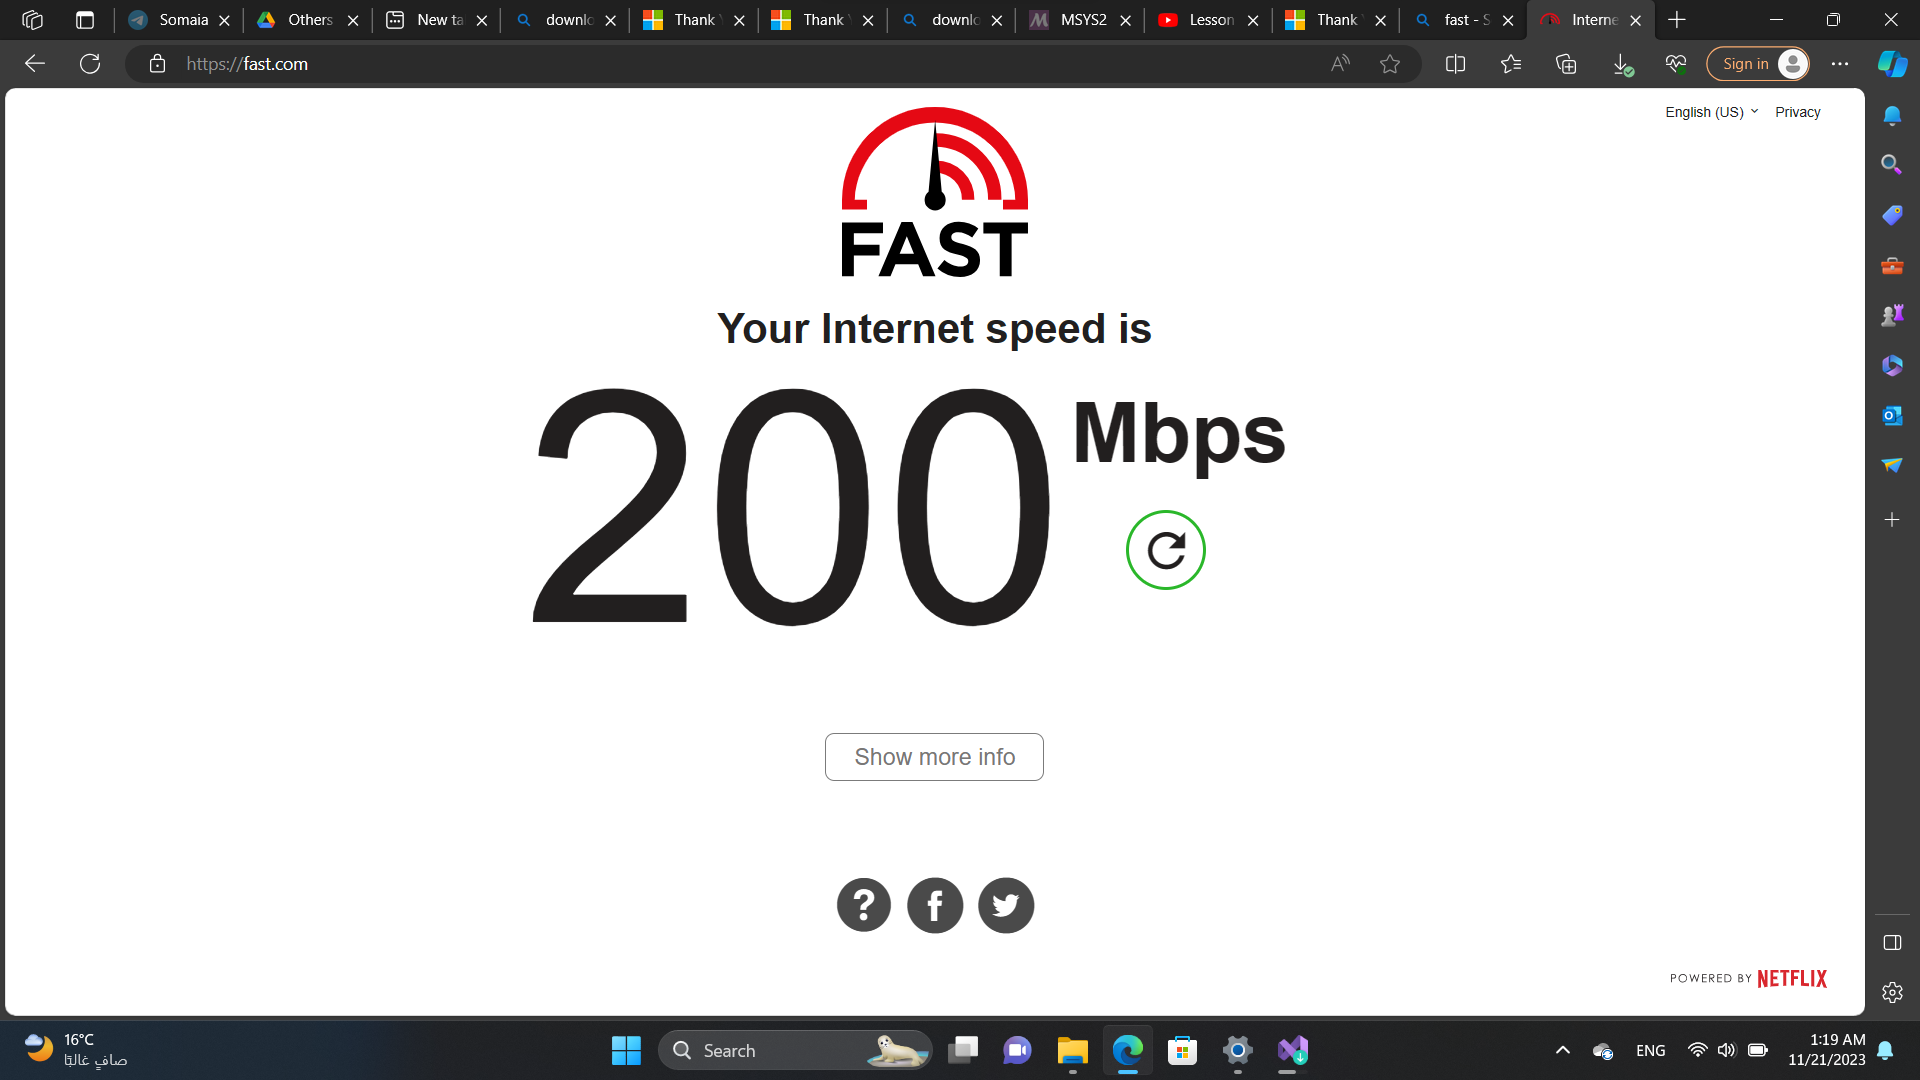 Somaia
Others
New ta
downlo
Thank Y
Thank Y
downlo
MSYS2
Lesson
Thank Y
fast - S
Interne
https://fast.com
Sign in
English (US)
Privacy
FAST
Your Internet speed is
200 Mbps
Show more info
POWERED BY NETFLIX
16°C
صافٍ غالبًا
Search
ENG
1:19 AM
11/21/2023